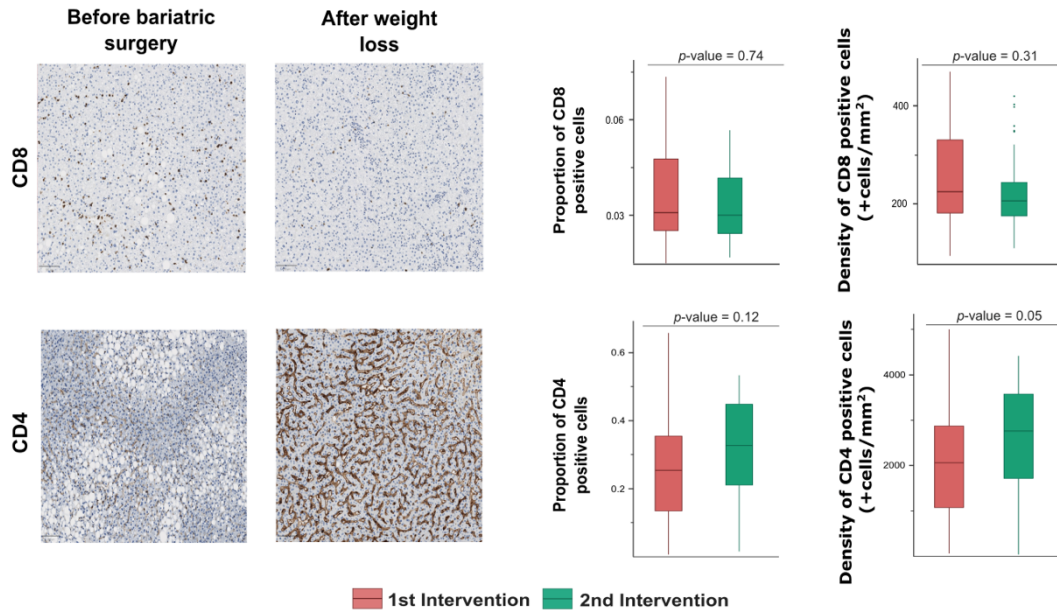 Before bariatric
surgery
After weight
loss
CD8
p-value = 0.74
Proportion of CD8
positive cells
0.06
0.03
p-value = 0.31
Density of CD8 positive cells
(+cells/mm²)
400
200
CD4
p-value = 0.12
Proportion of CD4
positive cells
0.6
0.4
0.2
p-value = 0.05
Density of CD4 positive cells
(+cells/mm²)
4000
2000
1st Intervention
2nd Intervention